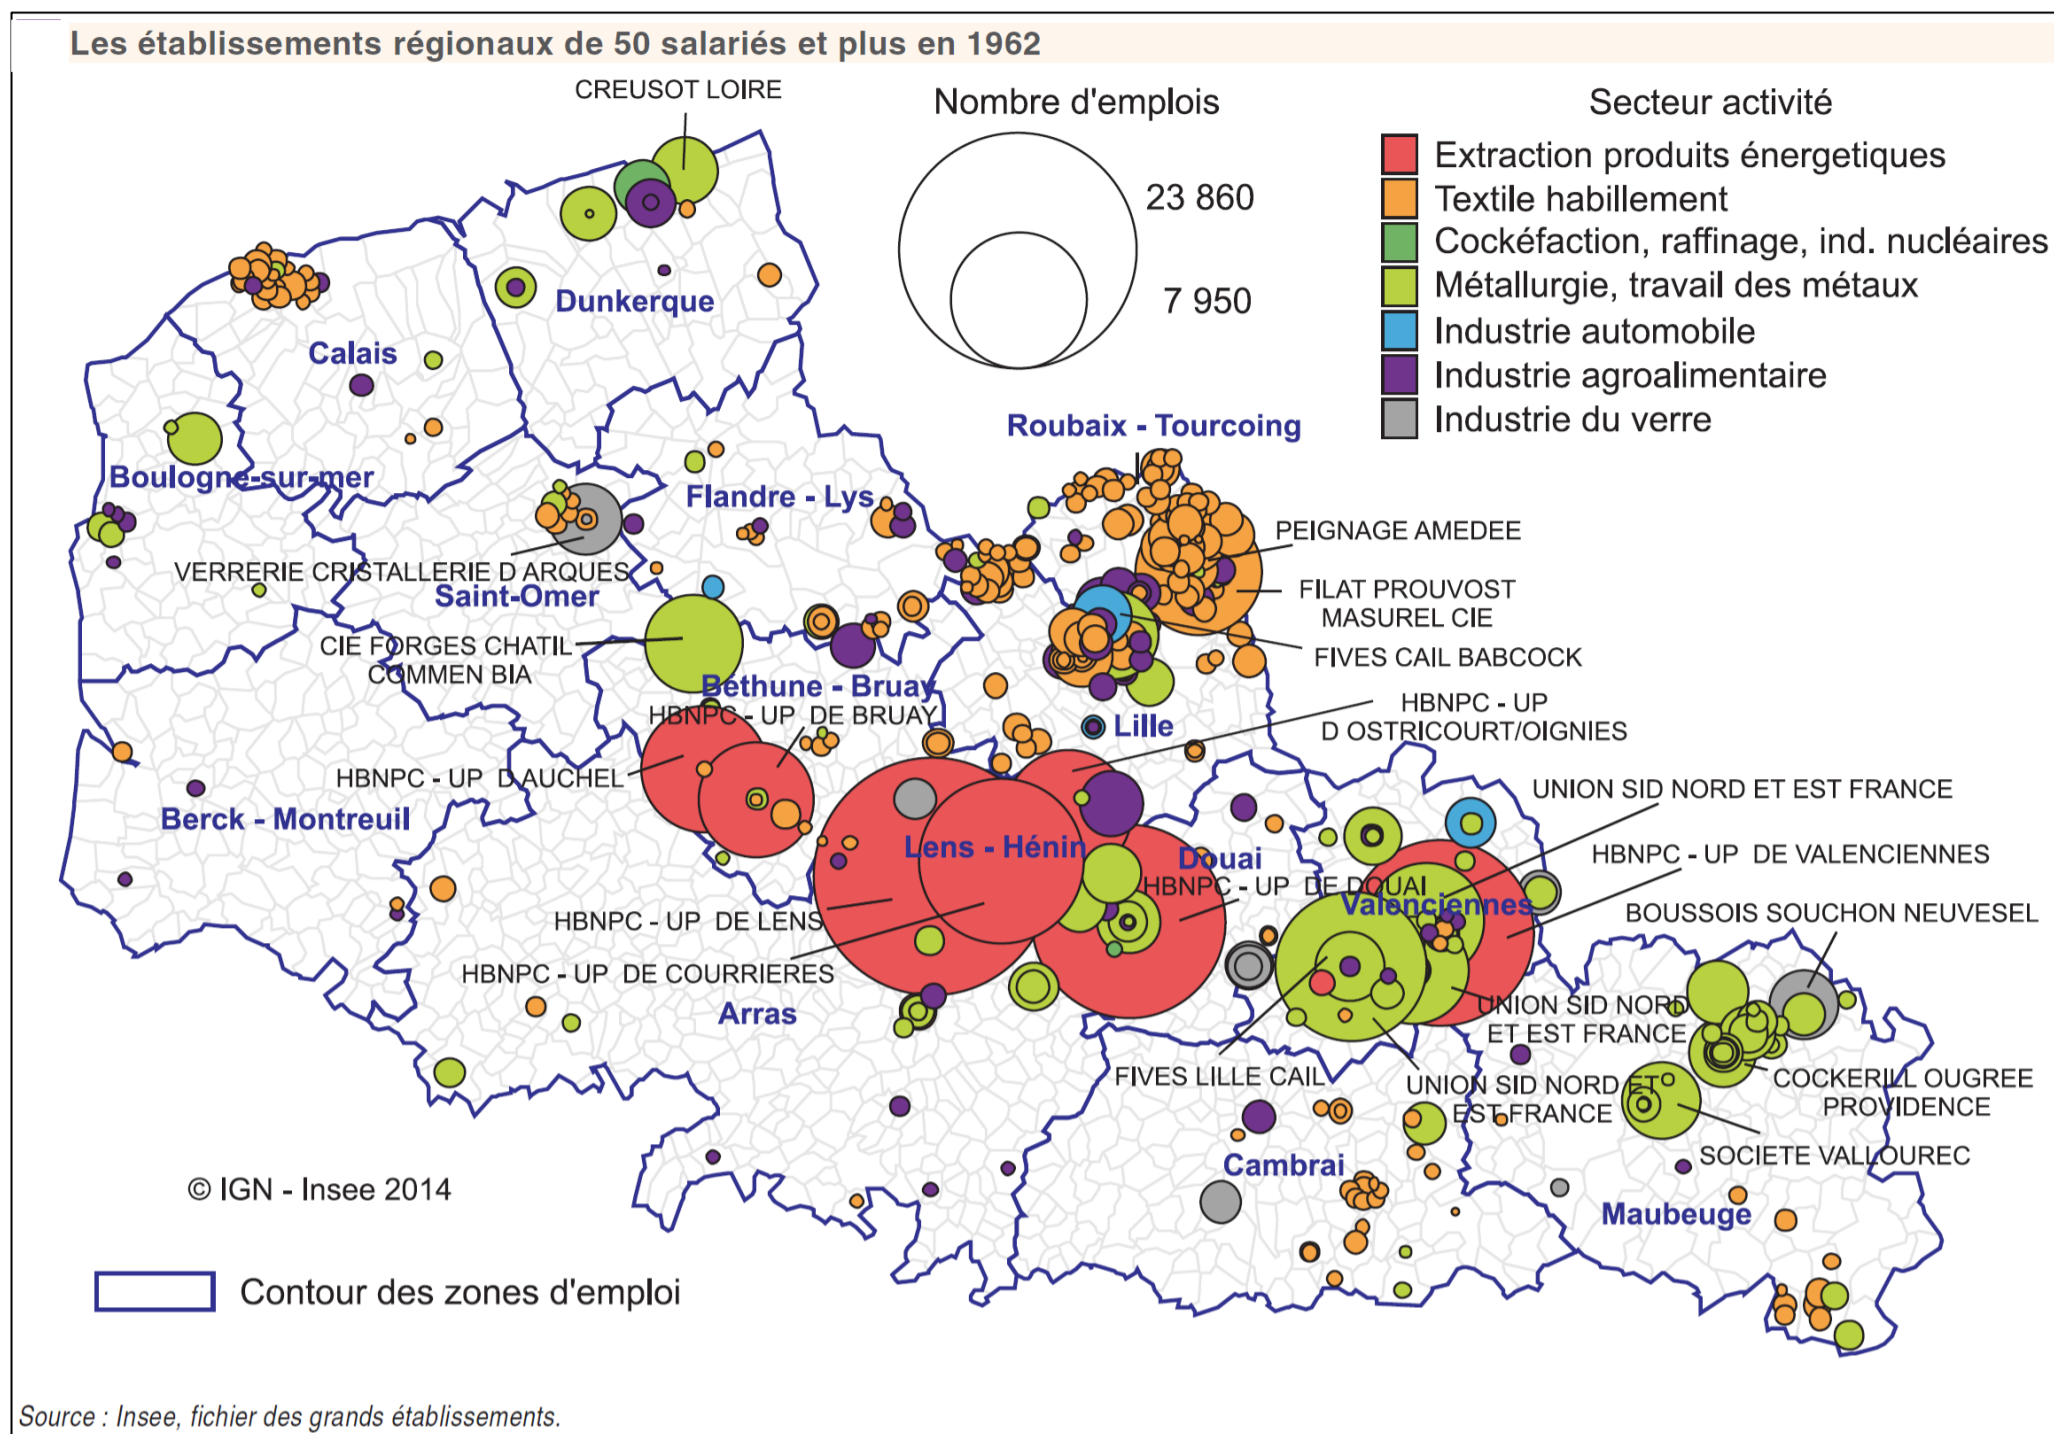 Les établissements régionaux de 50 salariés et plus en 1962
CREUSOT LOIRE
Nombre d'emplois
23 860
7 950
Secteur activité
Extraction produits énergetiques
Textile habillement
Cockéfaction, raffinage, ind. nucléaires
Métallurgie, travail des métaux
Industrie automobile
Industrie agroalimentaire
Industrie du verre
Dunkerque
Calais
Roubaix - Tourcoing
Boulogne-sur-mer
Flandre - Lys
PEIGNAGE AMEDEE
VERRERIE CRISTALLERIE D ARQUES
Saint-Omer
FILAT PROUVOST
MASUREL CIE
CIE FORGES CHATIL
COMMEN BIA
FIVES CAIL BABCOCK
Béthune - Bruay
HBNPC - UP DE BRUAY
HBNPC - UP
D OSTRICOURT/OIGNIES
Lille
HBNPC - UP D AUCHEL
UNION SID NORD ET EST FRANCE
Berck - Montreuil
Lens - Hénin
Douai
HBNPC - UP DE VALENCIENNES
HBNPC - UP DE DOUAI
Valenciennes
BOUSSOIS SOUCHON NEUVESEL
HBNPC - UP DE LENS
HBNPC - UP DE COURRIERES
Arras
UNION SID NORD
ET EST FRANCE
FIVES LILLE CAIL
UNION SID NORD ET
EST FRANCE
COCKERILL OUGREE
PROVIDENCE
SOCIETE VALLOUREC
Cambrai
Maubeuge
© IGN - Insee 2014
Contour des zones d'emploi
Source : Insee, fichier des grands établissements.